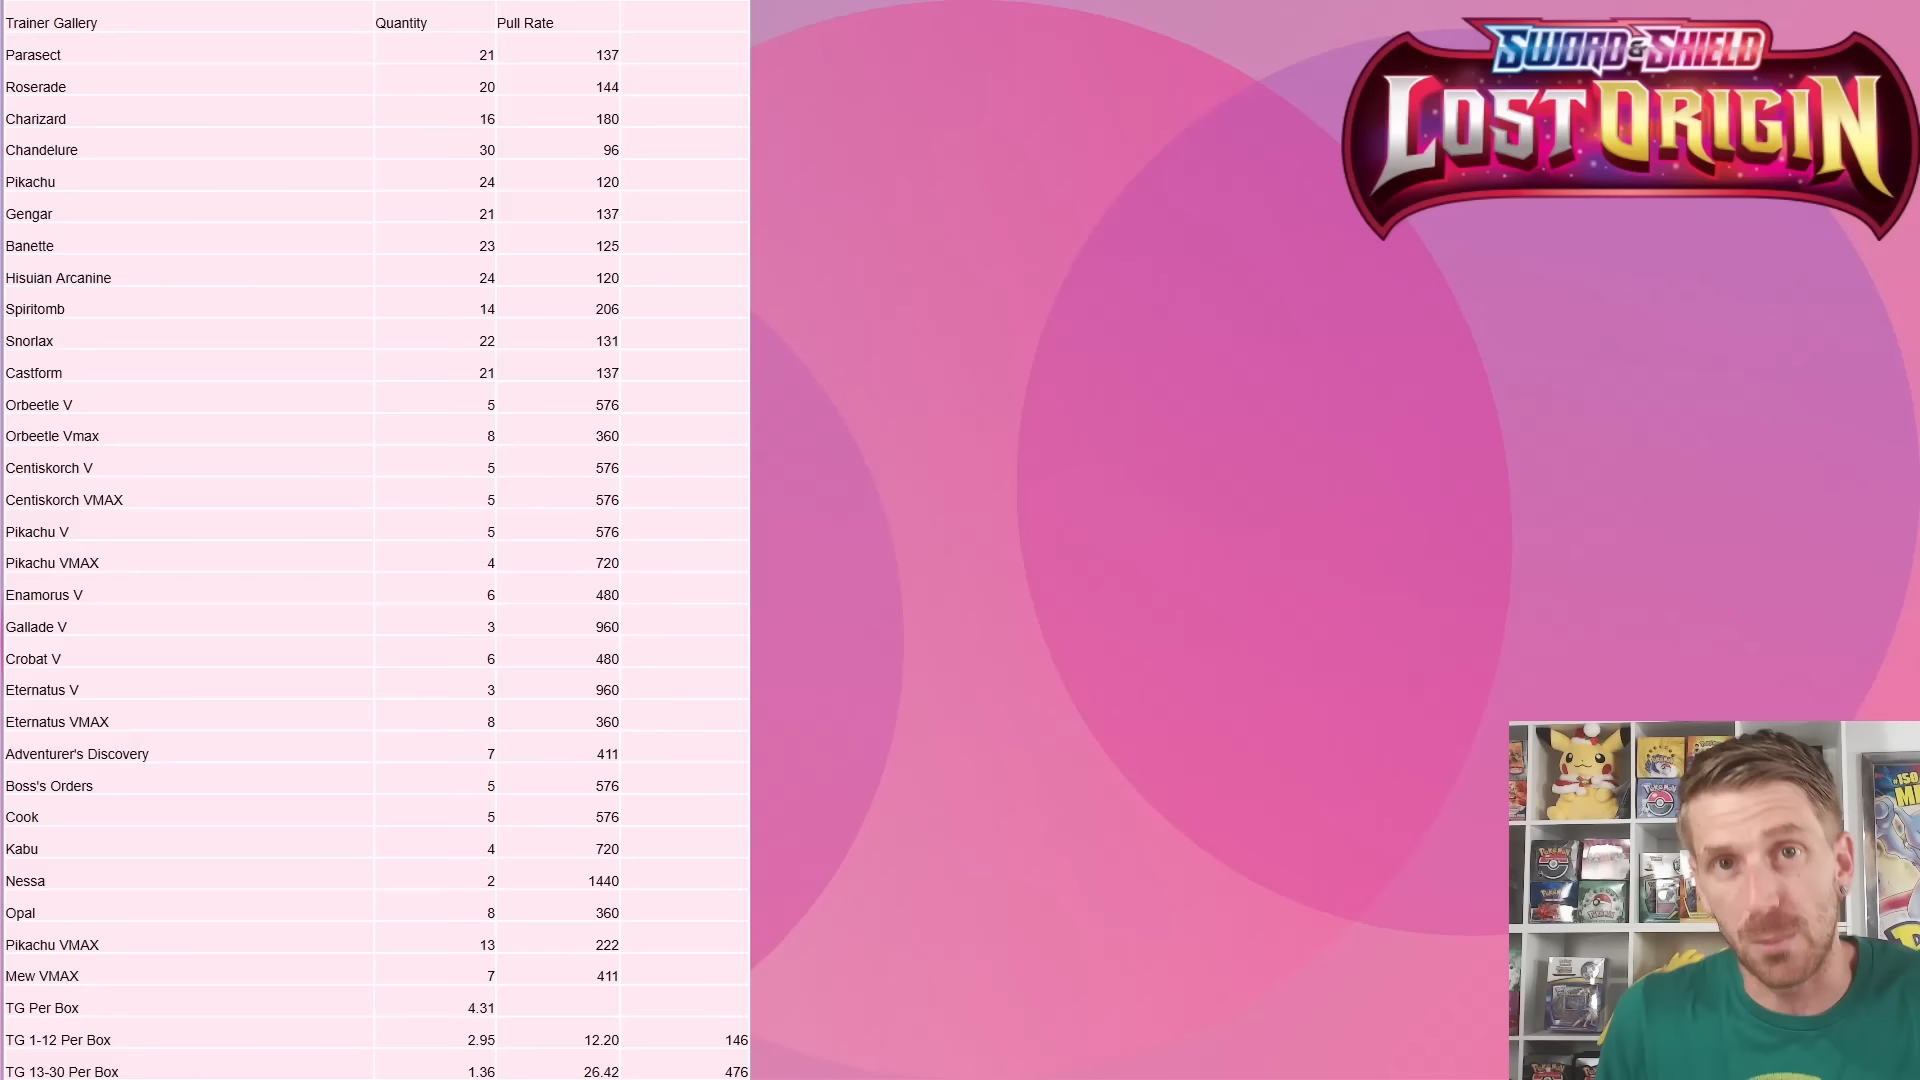 Trainer Gallery Quantity Pull Rate
Parasect 21 137
Roserade 20 144
Charizard 16 180
Chandelure 30 96
Pikachu 24 120
Gengar 21 137
Banette 23 125
Hisuian Arcanine 24 120
Spiritomb 14 206
Snorlax 22 131
Castform 21 137
Orbeetle V 5 576
Orbeetle Vmax 8 360
Centiskorch V 5 576
Centiskorch VMAX 5 576
Pikachu V 5 576
Pikachu VMAX 4 720
Enamorus V 6 480
Gallade V 3 960
Crobat V 6 480
Eternatus V 3 960
Eternatus VMAX 8 360
Adventurer's Discovery 7 411
Boss's Orders 5 576
Cook 5 576
Kabu 4 720
Nessa 2 1440
Opal 8 360
Pikachu VMAX 13 222
Mew VMAX 7 411
TG Per Box 4.31
TG 1-12 Per Box 2.95 12.20 146
TG 13-30 Per Box 1.36 26.42 476
SWORD & SHIELD
LOST ORIGIN